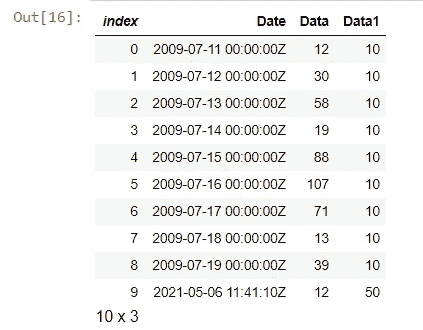 Out[16]:
index Date Data Data1
0 2009-07-11 00:00:00Z 12 10
1 2009-07-12 00:00:00Z 30 10
2 2009-07-13 00:00:00Z 58 10
3 2009-07-14 00:00:00Z 19 10
4 2009-07-15 00:00:00Z 88 10
5 2009-07-16 00:00:00Z 107 10
6 2009-07-17 00:00:00Z 71 10
7 2009-07-18 00:00:00Z 13 10
8 2009-07-19 00:00:00Z 39 10
9 2021-05-06 11:41:10Z 12 50
10 x 3